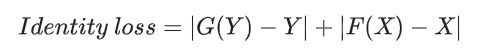 Identity loss = |G(Y) − Y| + |F(X) − X|